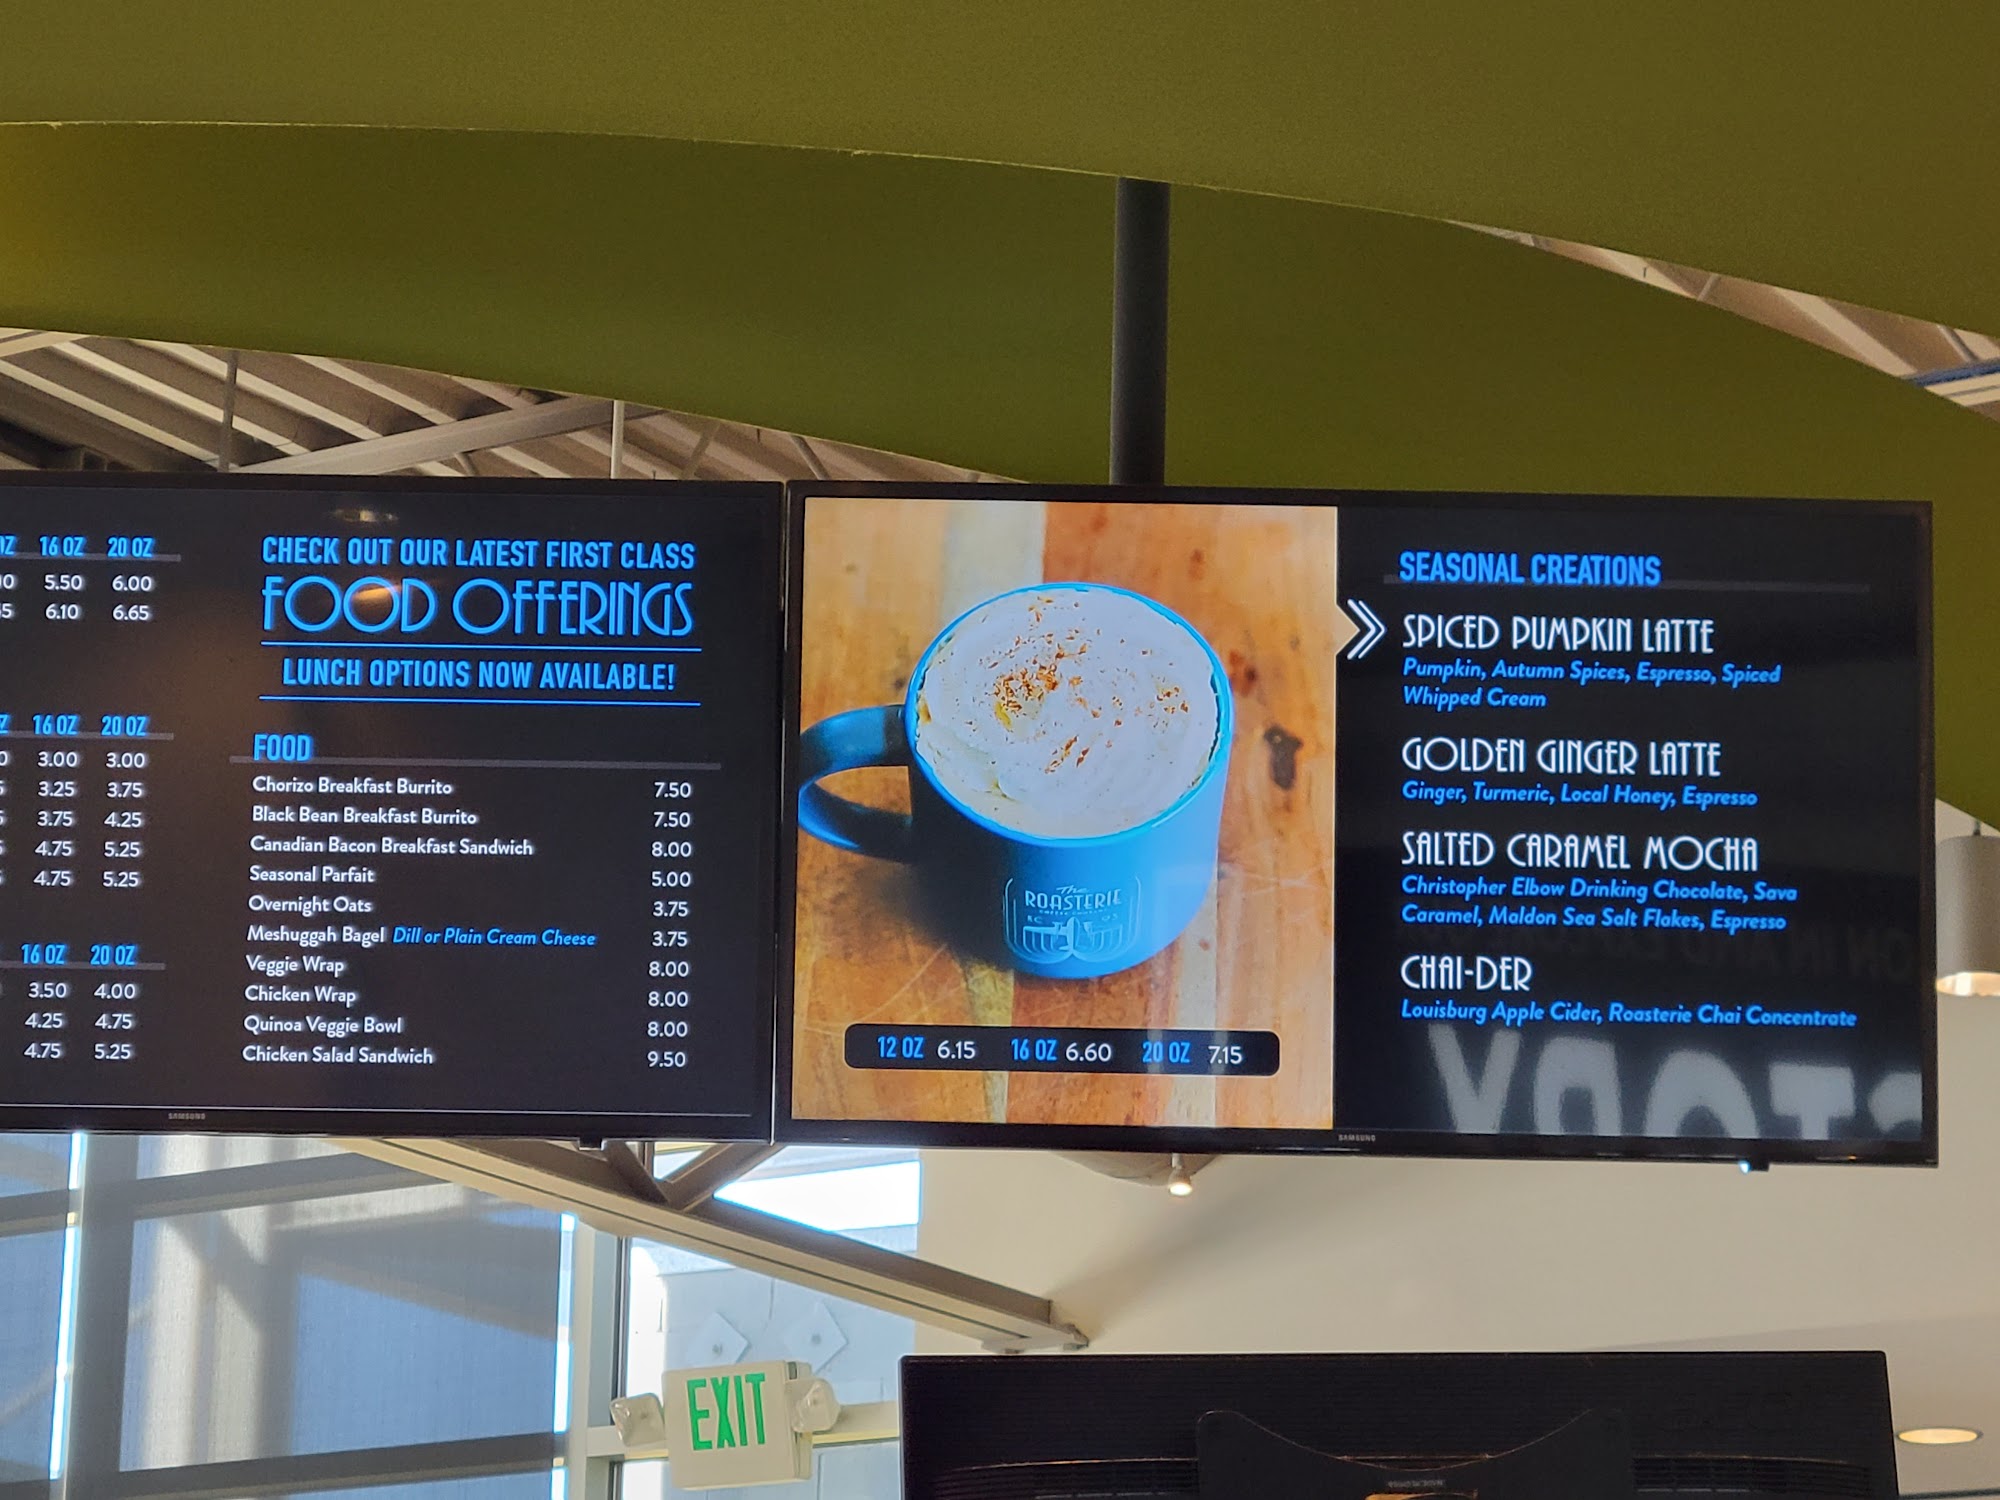 16 OZ 20 OZ
5.50 6.00
6.10 6.65
16 OZ 20 OZ
3.00 3.00
3.25 3.75
3.75 4.25
4.75 5.25
4.75 5.25
16 OZ 20 OZ
3.50 4.00
4.25 4.75
4.75 5.25
CHECK OUT OUR LATEST FIRST CLASS
FOOD OFFERINGS
LUNCH OPTIONS NOW AVAILABLE!
FOOD
Chorizo Breakfast Burrito 7.50
Black Bean Breakfast Burrito 7.50
Canadian Bacon Breakfast Sandwich 8.00
Seasonal Parfait 5.00
Overnight Oats 3.75
Meshuggah Bagel Dill or Plain Cream Cheese 3.75
Veggie Wrap 8.00
Chicken Wrap 8.00
Quinoa Veggie Bowl 8.00
Chicken Salad Sandwich 9.50
SAMSUNG
The
ROASTERIE
KC 93
12 OZ 6.15 16 OZ 6.60 20 OZ 7.15
SEASONAL CREATIONS
SPICED PUMPKIN LATTE
Pumpkin, Autumn Spices, Espresso, Spiced
Whipped Cream
GOLDEN GINGER LATTE
Ginger, Turmeric, Local Honey, Espresso
SALTED CARAMEL MOCHA
Christopher Elbow Drinking Chocolate, Sava
Caramel, Maldon Sea Salt Flakes, Espresso
CHAI-DER
Louisburg Apple Cider, Roasterie Chai Concentrate
SAMSUNG
EXIT